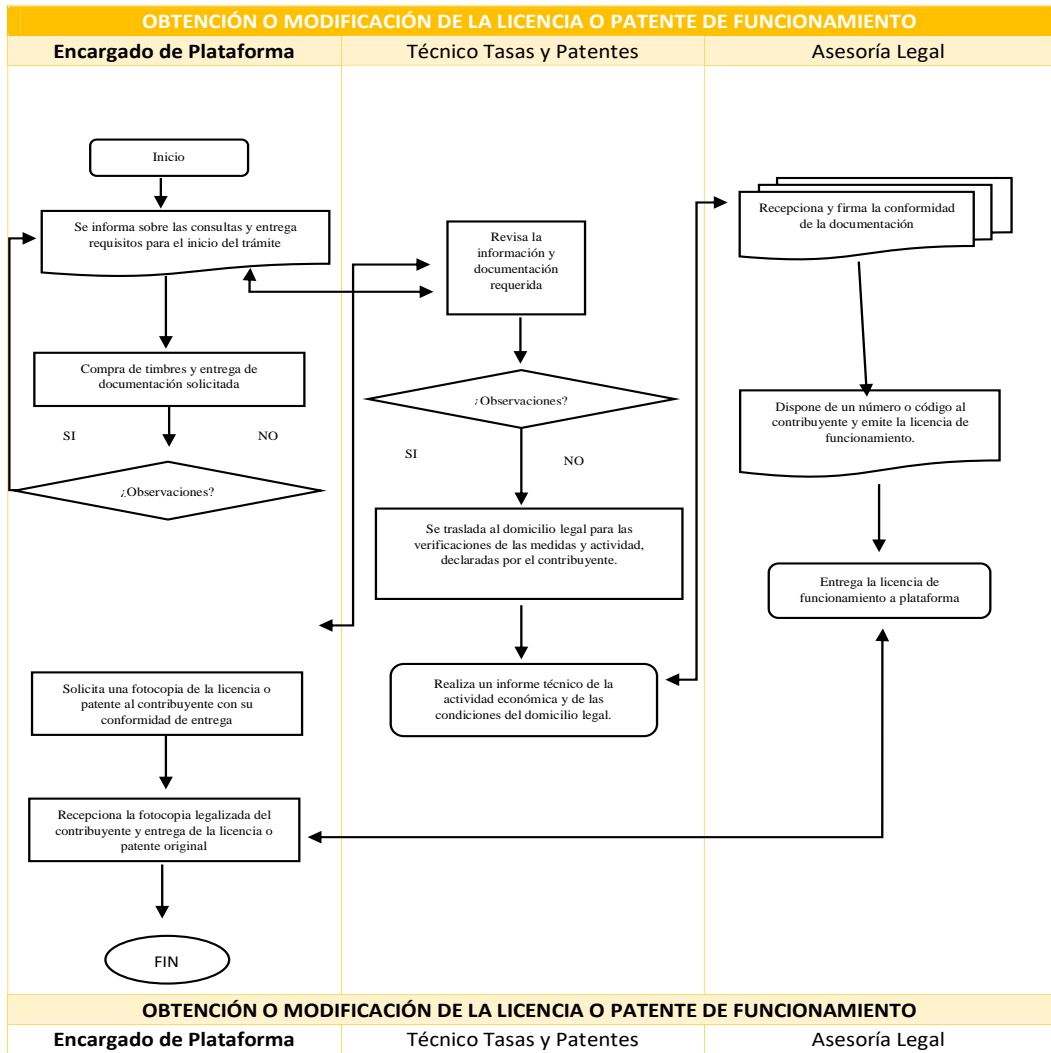 OBTENCIÓN O MODIFICACIÓN DE LA LICENCIA O PATENTE DE FUNCIONAMIENTO
Encargado de Plataforma
Técnico Tasas y Patentes
Asesoría Legal
Inicio
Se informa sobre las consultas y entrega
requisitos para el inicio del trámite
Compra de timbres y entrega de
documentación solicitada
SI
NO
¿Observaciones?
Solicita una fotocopia de la licencia o
patente al contribuyente con su
conformidad de entrega
Recepciona la fotocopia legalizada del
contribuyente y entrega de la licencia o
patente original
FIN
Revisa la
información y
documentación
requerida
¿Observaciones?
SI
NO
Se traslada al domicilio legal para las
verificaciones de las medidas y actividad,
declaradas por el contribuyente.
Realiza un informe técnico de la
actividad económica y de las
condiciones del domicilio legal.
Recepciona y firma la conformidad
de la documentación
Dispone de un número o código al
contribuyente y emite la licencia de
funcionamiento.
Entrega la licencia de
funcionamiento a plataforma
OBTENCIÓN O MODIFICACIÓN DE LA LICENCIA O PATENTE DE FUNCIONAMIENTO
Encargado de Plataforma
Técnico Tasas y Patentes
Asesoría Legal